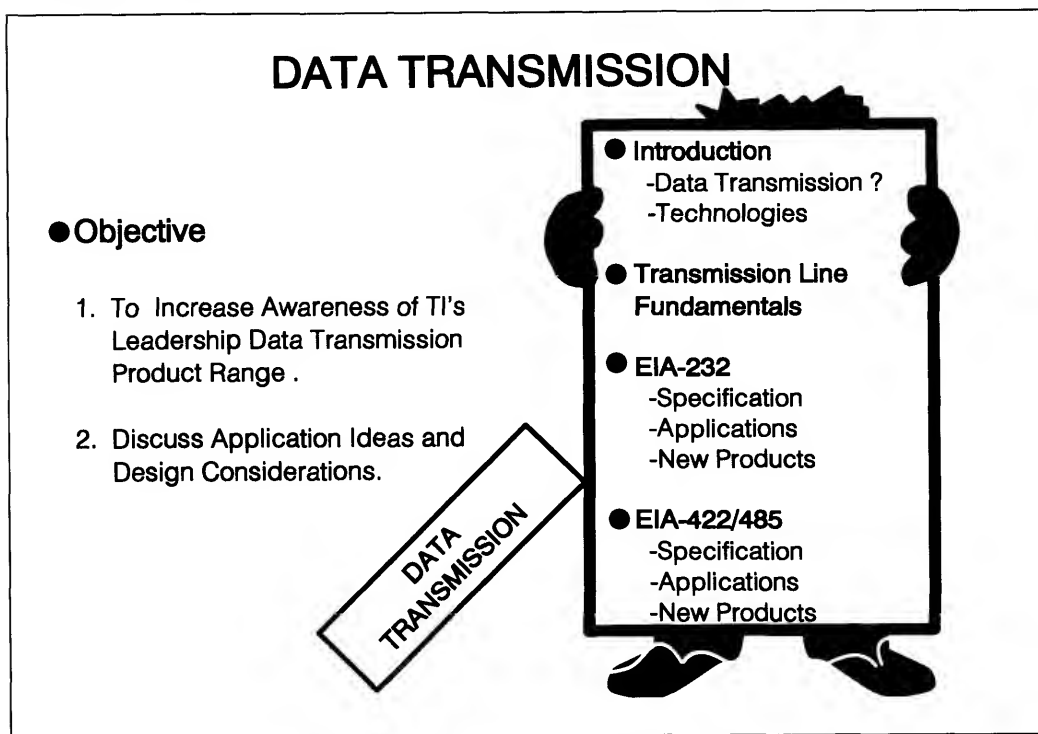 DATA TRANSMISSION
● Objective
1. To Increase Awareness of TI's
Leadership Data Transmission
Product Range .
2. Discuss Application Ideas and
Design Considerations.
DATA
TRANSMISSION
● Introduction
-Data Transmission ?
-Technologies
● Transmission Line
Fundamentals
● EIA-232
-Specification
-Applications
-New Products
● EIA-422/485
-Specification
-Applications
-New Products